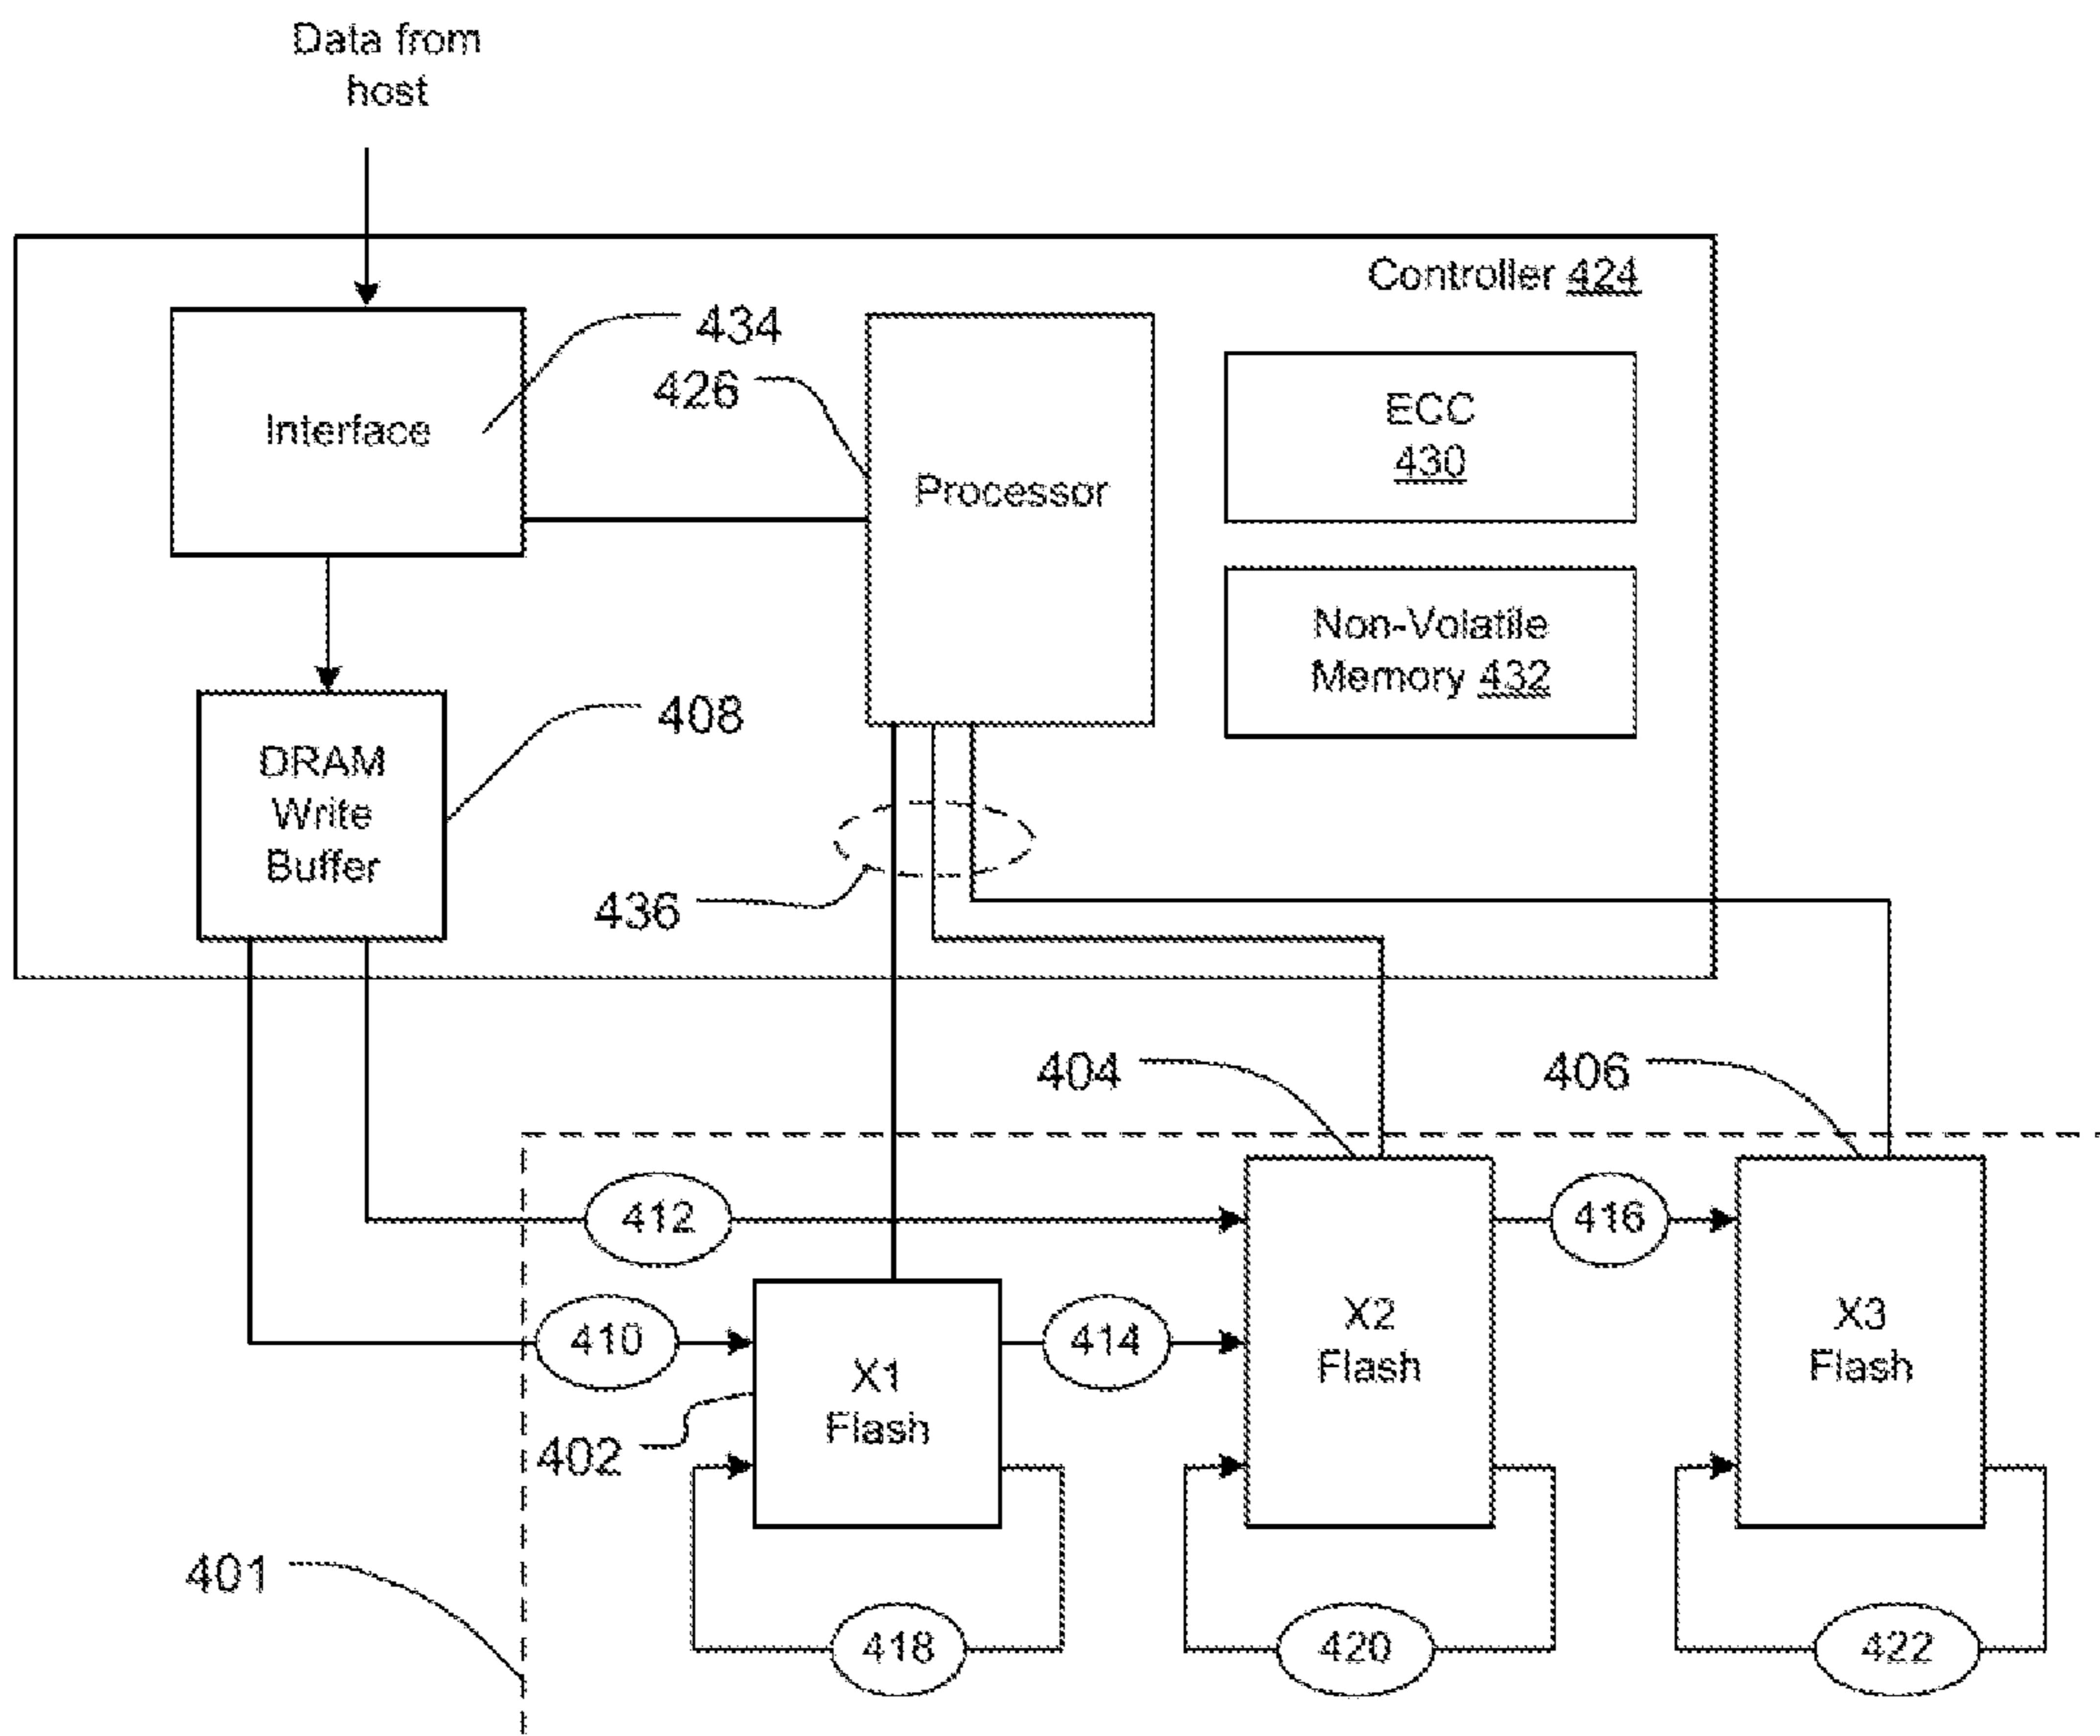 Data from
host
Controller 424
434
426
Interface
Processor
ECC
430
Non-Volatile
Memory 432
408
DRAM
Write
Buffer
436
404
406
412
416
410
414
X1
Flash
X2
Flash
X3
Flash
402
401
418
420
422